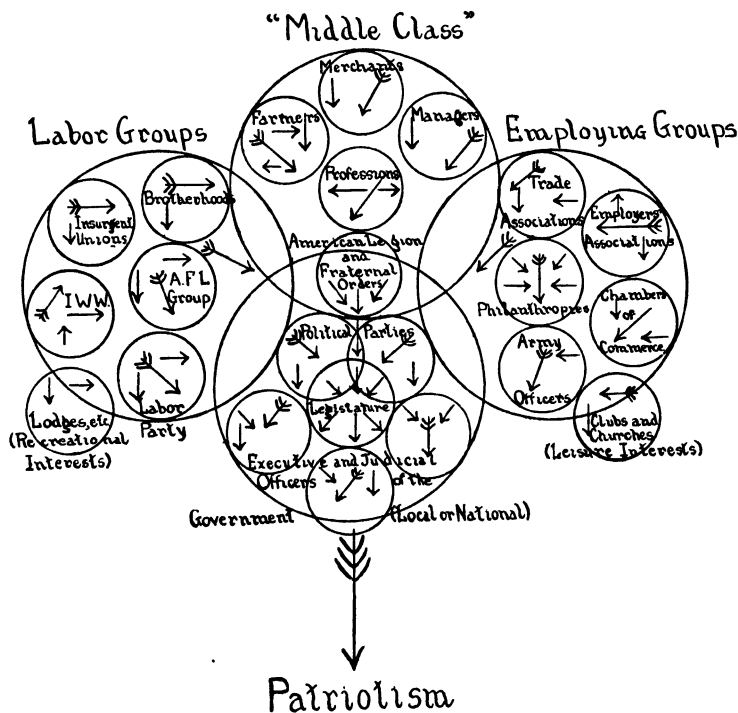 "Middle Class"
Merchants
Farmers
Managers
Professions
Labor Groups
Brotherhoods
Insurgent
Unions
A.F.L
Group
I.W.W.
Labor
Party
Lodges, etc.
(Recreational
Interests)
Employing Groups
Trade
Associations
Employers'
Associations
Philanthropies
Chambers
of
Commerce
Army
Officers
Clubs and
Churches
(Leisure Interests)
American Legion
and
Fraternal
Orders
Political Parties
Legislature
Executive and Judicial
Officers of the
Government (Local or National)
Patriotism